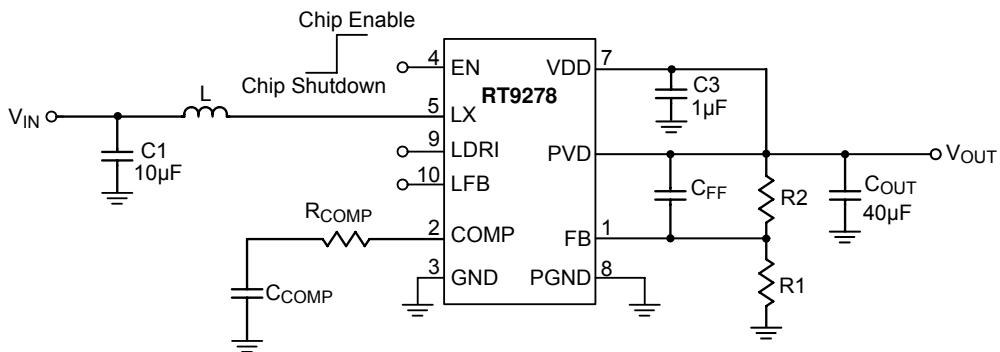 Chip Enable
Chip Shutdown
VIN
L
C1
10µF
RCOMP
CCOMP
4
5
9
10
2
3
EN
LX
LDRI
LFB
COMP
GND
RT9278
VDD
PVD
FB
PGND
7
1
8
C3
1µF
CFF
R2
R1
COUT
40µF
VOUT